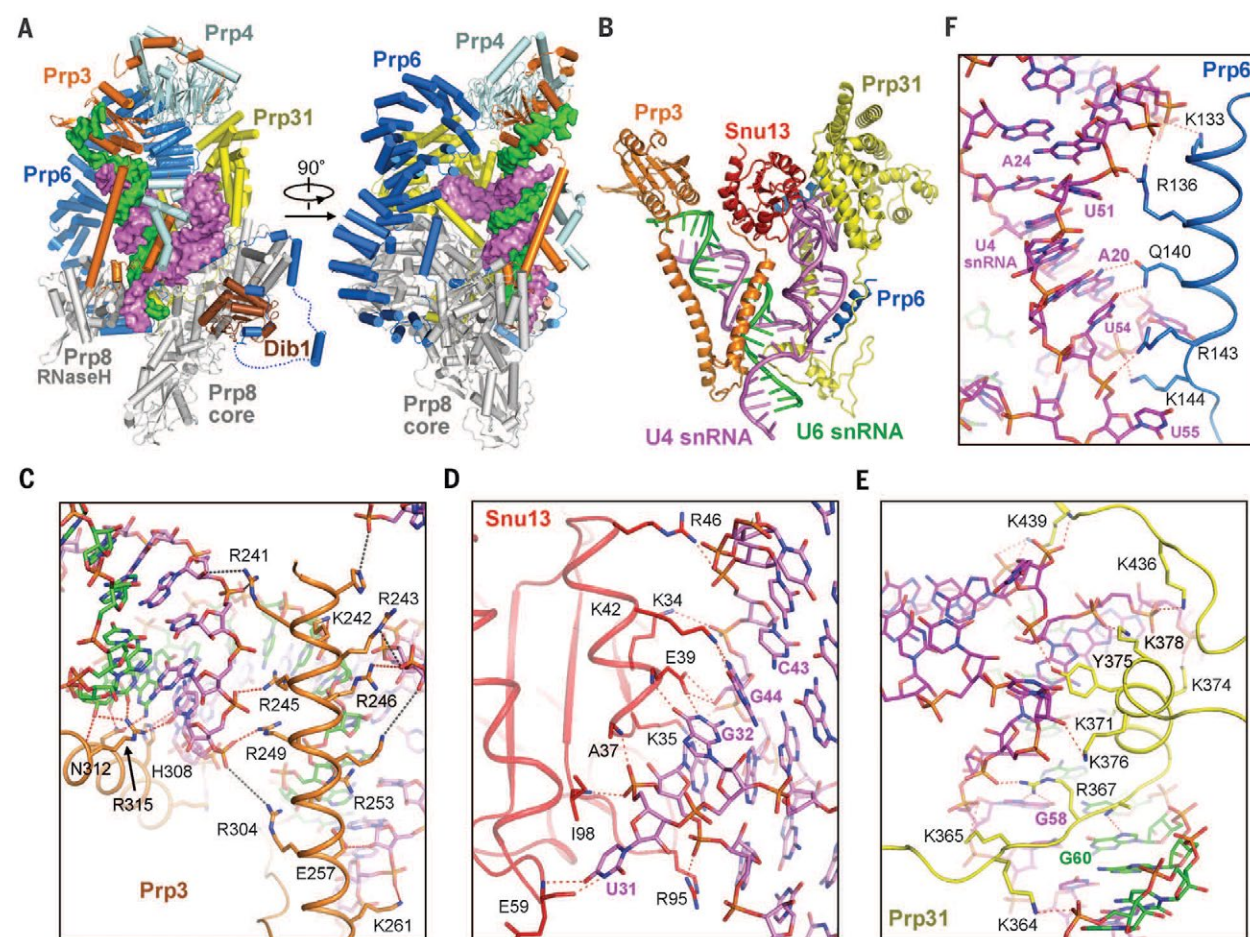 A
Prp4
Prp3
Prp31
Prp6
Prp8
RNaseH
Prp8
core
Dib1
90°
Prp6
Prp4
Prp8
core
B
Prp3
Snu13
Prp31
Prp6
U4 snRNA
U6 snRNA
F
Prp6
K133
A24
R136
U51
U4
snRNA
A20
Q140
U54
R143
K144
U55
C
R241
K242
R243
R245
R246
R249
N312
H308
R315
R253
R304
E257
K261
Prp3
D
Snu13
R46
K42
K34
E39
C43
G44
G32
A37
K35
I98
U31
R95
E59
E
K439
K436
K378
Y375
K374
K371
K376
R367
G58
K365
G60
K364
Prp31